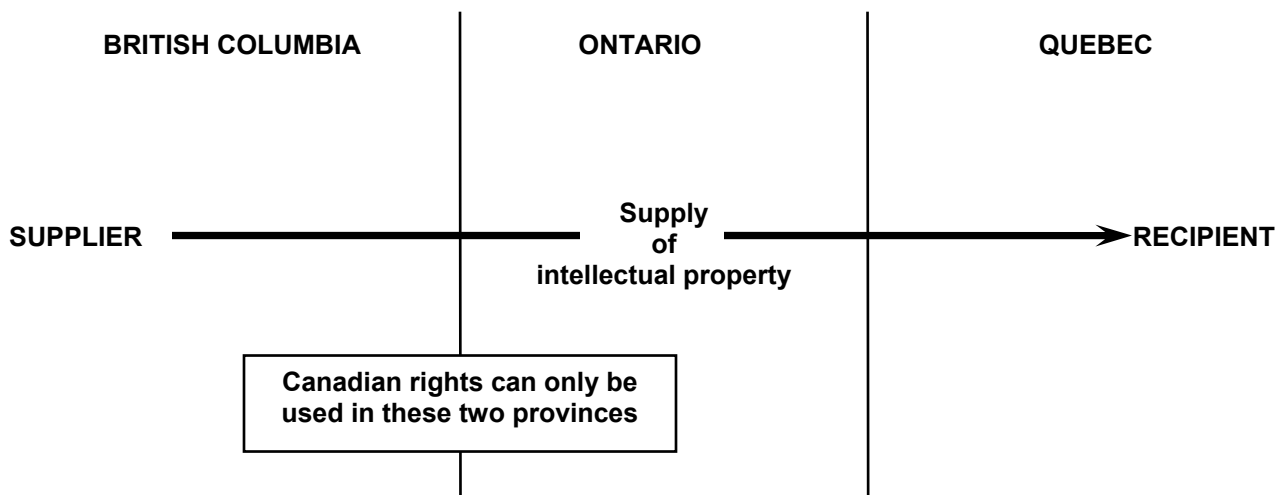 BRITISH COLUMBIA
ONTARIO
QUEBEC
SUPPLIER
Supply
of
intellectual property
RECIPIENT
Canadian rights can only be
used in these two provinces